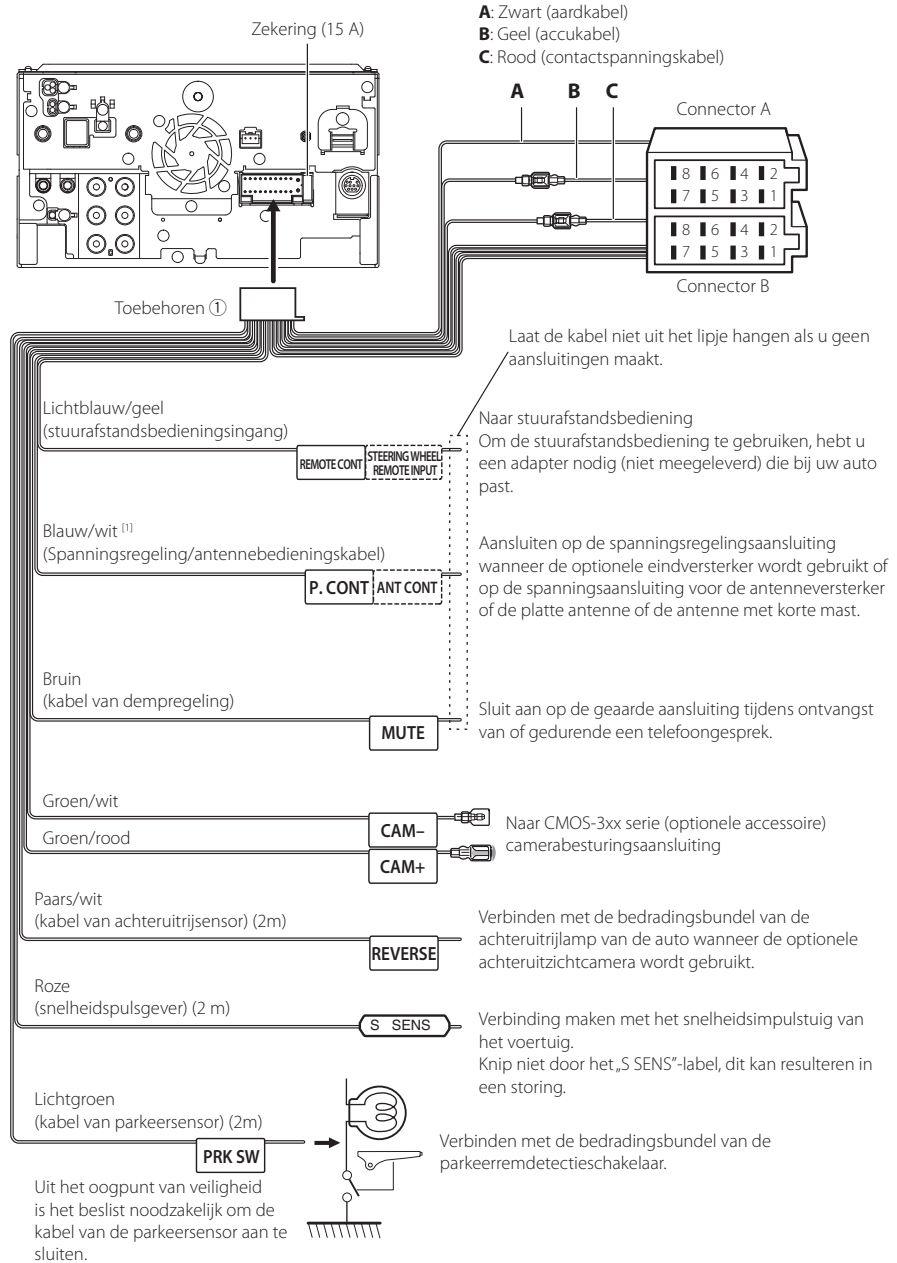 A: Zwart (aardkabel)
B: Geel (accukabel)
C: Rood (contactspanningskabel)
Zekering (15 A)
A B C
Connector A
8 6 4 2
7 5 3 1
8 6 4 2
7 5 3 1
Connector B
Toebehoren ①
Laat de kabel niet uit het lipje hangen als u geen
aansluitingen maakt.
Lichtblauw/geel
(stuurafstandsbedieningsingang)
REMOTE CONT
STEERING WHEEL
REMOTE INPUT
Naar stuurafstandsbediening
Om de stuurafstandsbediening te gebruiken, hebt u
een adapter nodig (niet meegeleverd) die bij uw auto
past.
Blauw/wit [1]
(Spanningsregeling/antennebedieningskabel)
P. CONT ANT CONT
Aansluiten op de spanningsregelingsaansluiting
wanneer de optionele eindversterker wordt gebruikt of
op de spanningsaansluiting voor de antenneversterker
of de platte antenne of de antenne met korte mast.
Bruin
(kabel van dempregeling)
MUTE
Sluit aan op de geaarde aansluiting tijdens ontvangst
van of gedurende een telefoongesprek.
Groen/wit
CAM–
Groen/rood
CAM+
Naar CMOS-3xx serie (optionele accessoire)
camerabesturingsaansluiting
Paars/wit
(kabel van achteruitrijsensor) (2m)
REVERSE
Verbinden met de bedradingsbundel van de
achteruitrijlamp van de auto wanneer de optionele
achteruitzichtcamera wordt gebruikt.
Roze
(snelheidspulsgever) (2 m)
S SENS
Verbinding maken met het snelheidsimpulstuig van
het voertuig.
Knip niet door het „S SENS”-label, dit kan resulteren in
een storing.
Lichtgroen
(kabel van parkeersensor) (2m)
PRK SW
Verbinden met de bedradingsbundel van de
parkeerremdetectieschakelaar.
Uit het oogpunt van veiligheid
is het beslist noodzakelijk om de
kabel van de parkeersensor aan te
sluiten.